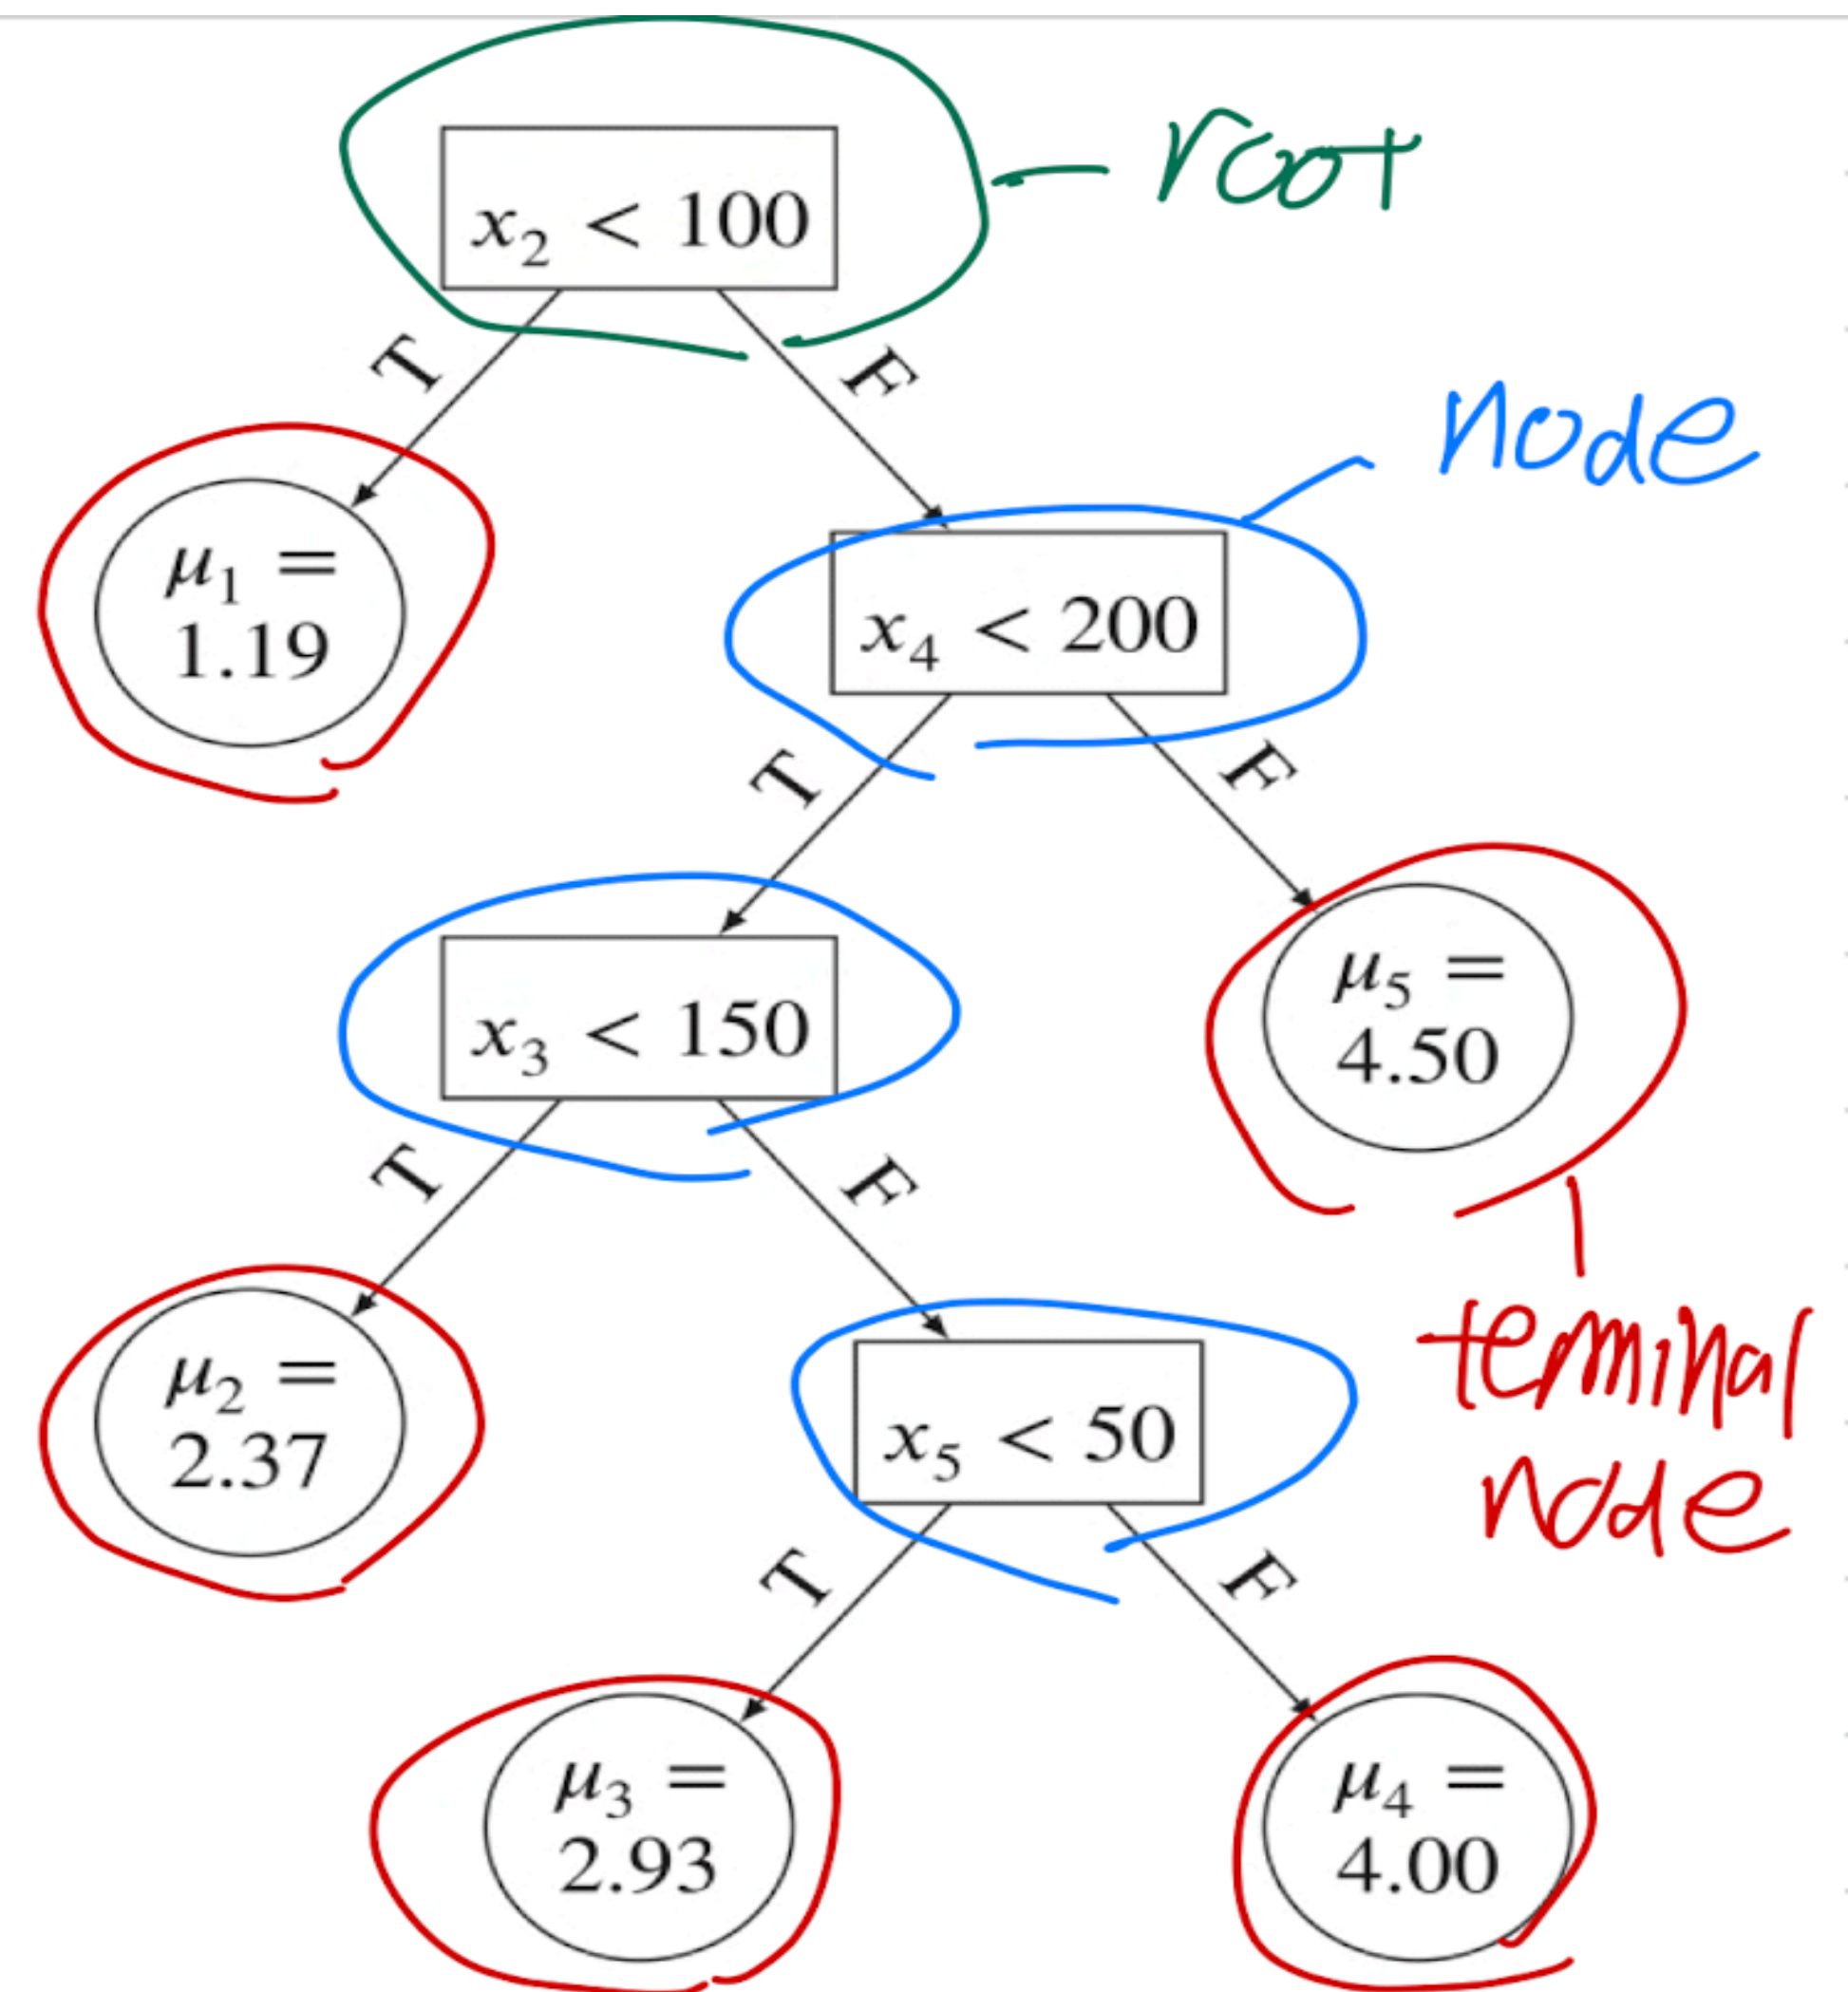 x₂ < 100
root
T
F
node
μ₁ =
1.19
x₄ < 200
T
F
x₃ < 150
μ₅ =
4.50
T
F
teminal
node
μ₂ =
2.37
x₅ < 50
T
F
μ₃ =
2.93
μ₄ =
4.00